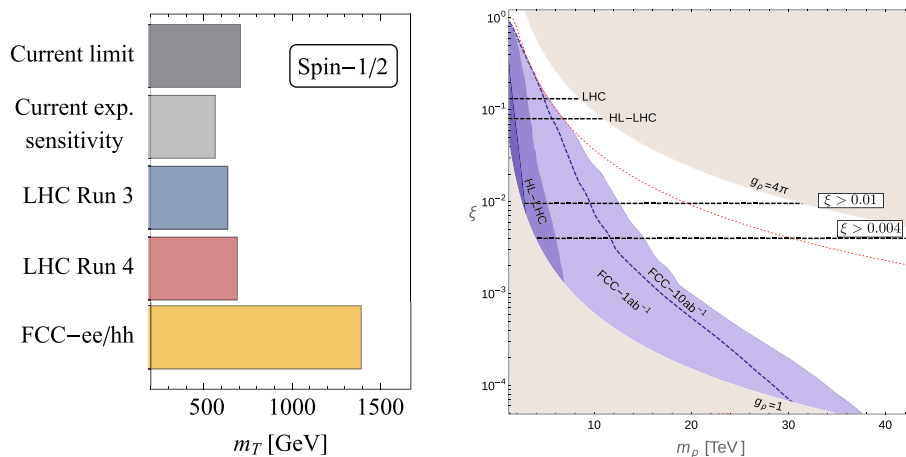 Current limit
Current exp.
sensitivity
LHC Run 3
LHC Run 4
FCC−ee/hh
Spin−1/2
500
1000
1500
m_T [GeV]
10⁰
10⁻¹
10⁻²
10⁻³
10⁻⁴
ξ
LHC
HL−LHC
g_ρ=4π
HL−LHC
ξ > 0.01
ξ > 0.004
FCC−1ab⁻¹
FCC−10ab⁻¹
g_ρ=1
10
20
30
40
m_ρ [TeV]